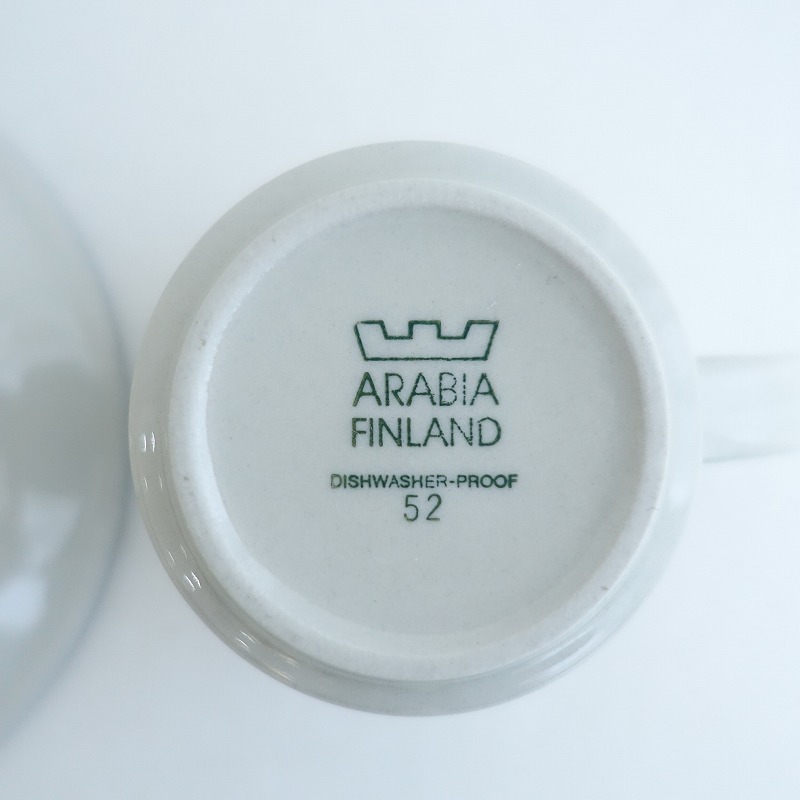 ARABIA
FINLAND
DISHWASHER-PROOF
52